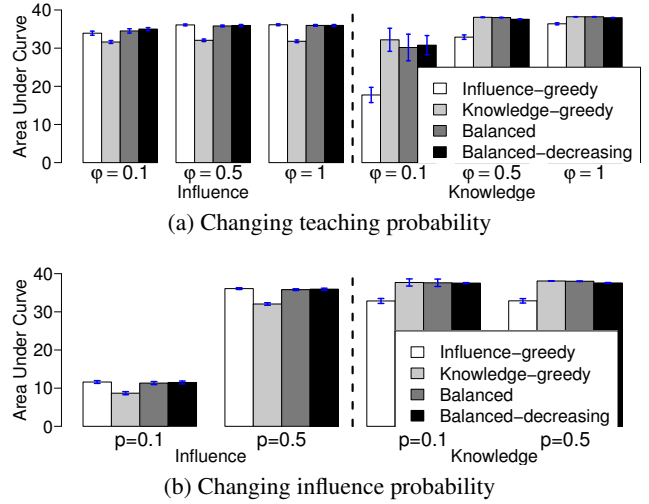 Area Under Curve
40
30
20
10
0
Influence−greedy
Knowledge−greedy
Balanced
Balanced−decreasing
φ = 0.1 φ = 0.5 φ = 1 φ = 0.1 φ = 0.5 φ = 1
Influence Knowledge
(a) Changing teaching probability
Area Under Curve
40
30
20
10
0
Influence−greedy
Knowledge−greedy
Balanced
Balanced−decreasing
p=0.1 p=0.5 p=0.1 p=0.5
Influence Knowledge
(b) Changing influence probability